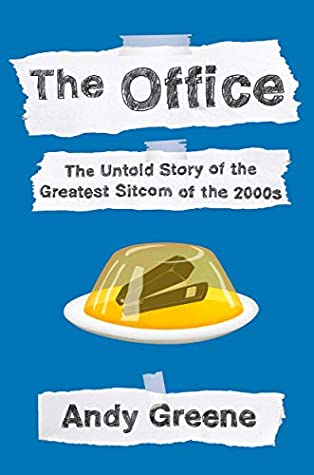 The Office
The Untold Story of the
Greatest Sitcom of the 2000s
Andy Greene